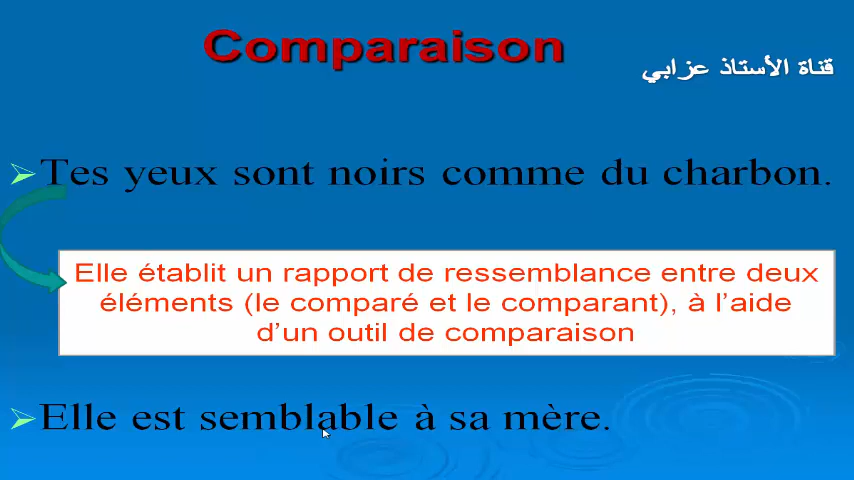 Comparaison
قناة الأستاذ عزابي
Tes yeux sont noirs comme du charbon.
Elle établit un rapport de ressemblance entre deux
éléments (le comparé et le comparant), à l’aide
d’un outil de comparaison
Elle est semblable à sa mère.